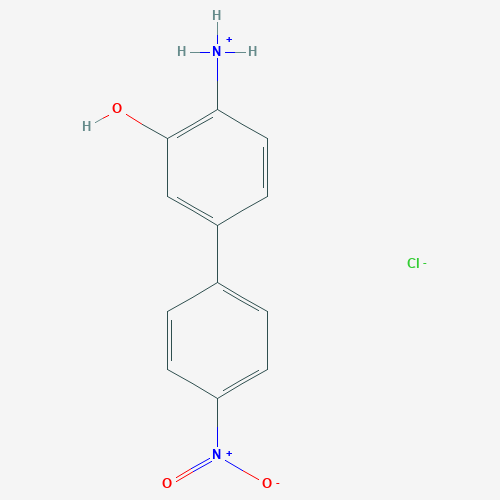 H
H N + H
H O
Cl -
N +
O O -